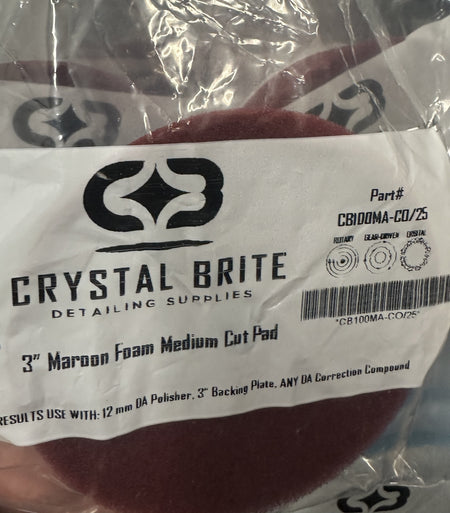 Part#
CB100MA-CO/25
ROTARY GEAR-DRIVEN ORBITAL
CRYSTAL BRITE
DETAILING SUPPLIES
*CB100MA-CO/25*
3" Maroon Foam Medium Cut Pad
RESULTS USE WITH: 12 mm DA Polisher, 3" Backing Plate, ANY DA Correction Compound